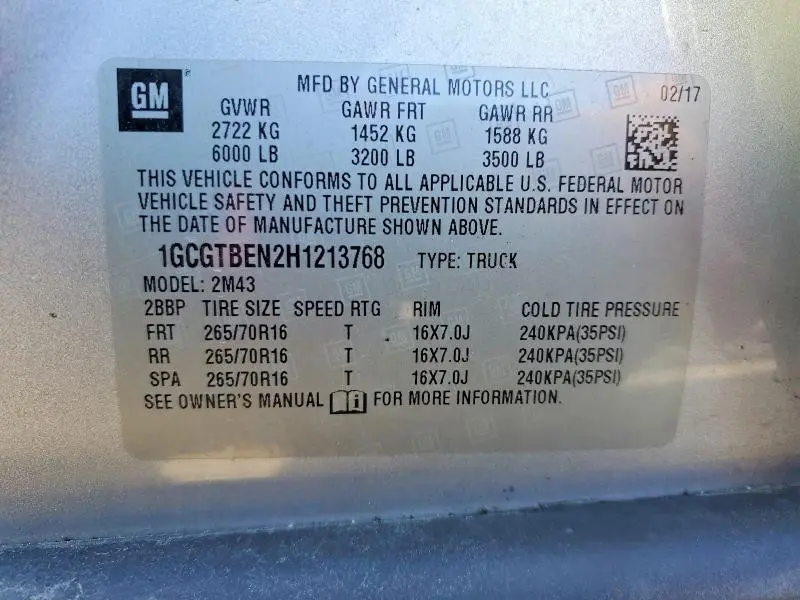 GM
MFD BY GENERAL MOTORS LLC 02/17
GVWR GAWR FRT GAWR RR
2722 KG 1452 KG 1588 KG
6000 LB 3200 LB 3500 LB
THIS VEHICLE CONFORMS TO ALL APPLICABLE U.S. FEDERAL MOTOR
VEHICLE SAFETY AND THEFT PREVENTION STANDARDS IN EFFECT ON
THE DATE OF MANUFACTURE SHOWN ABOVE.
1GCGTBEN2H1213768 TYPE: TRUCK
MODEL: 2M43
2BBP TIRE SIZE SPEED RTG RIM COLD TIRE PRESSURE
FRT 265/70R16 T 16X7.0J 240KPA(35PSI)
RR 265/70R16 T 16X7.0J 240KPA(35PSI)
SPA 265/70R16 T 16X7.0J 240KPA(35PSI)
SEE OWNER'S MANUAL i FOR MORE INFORMATION.